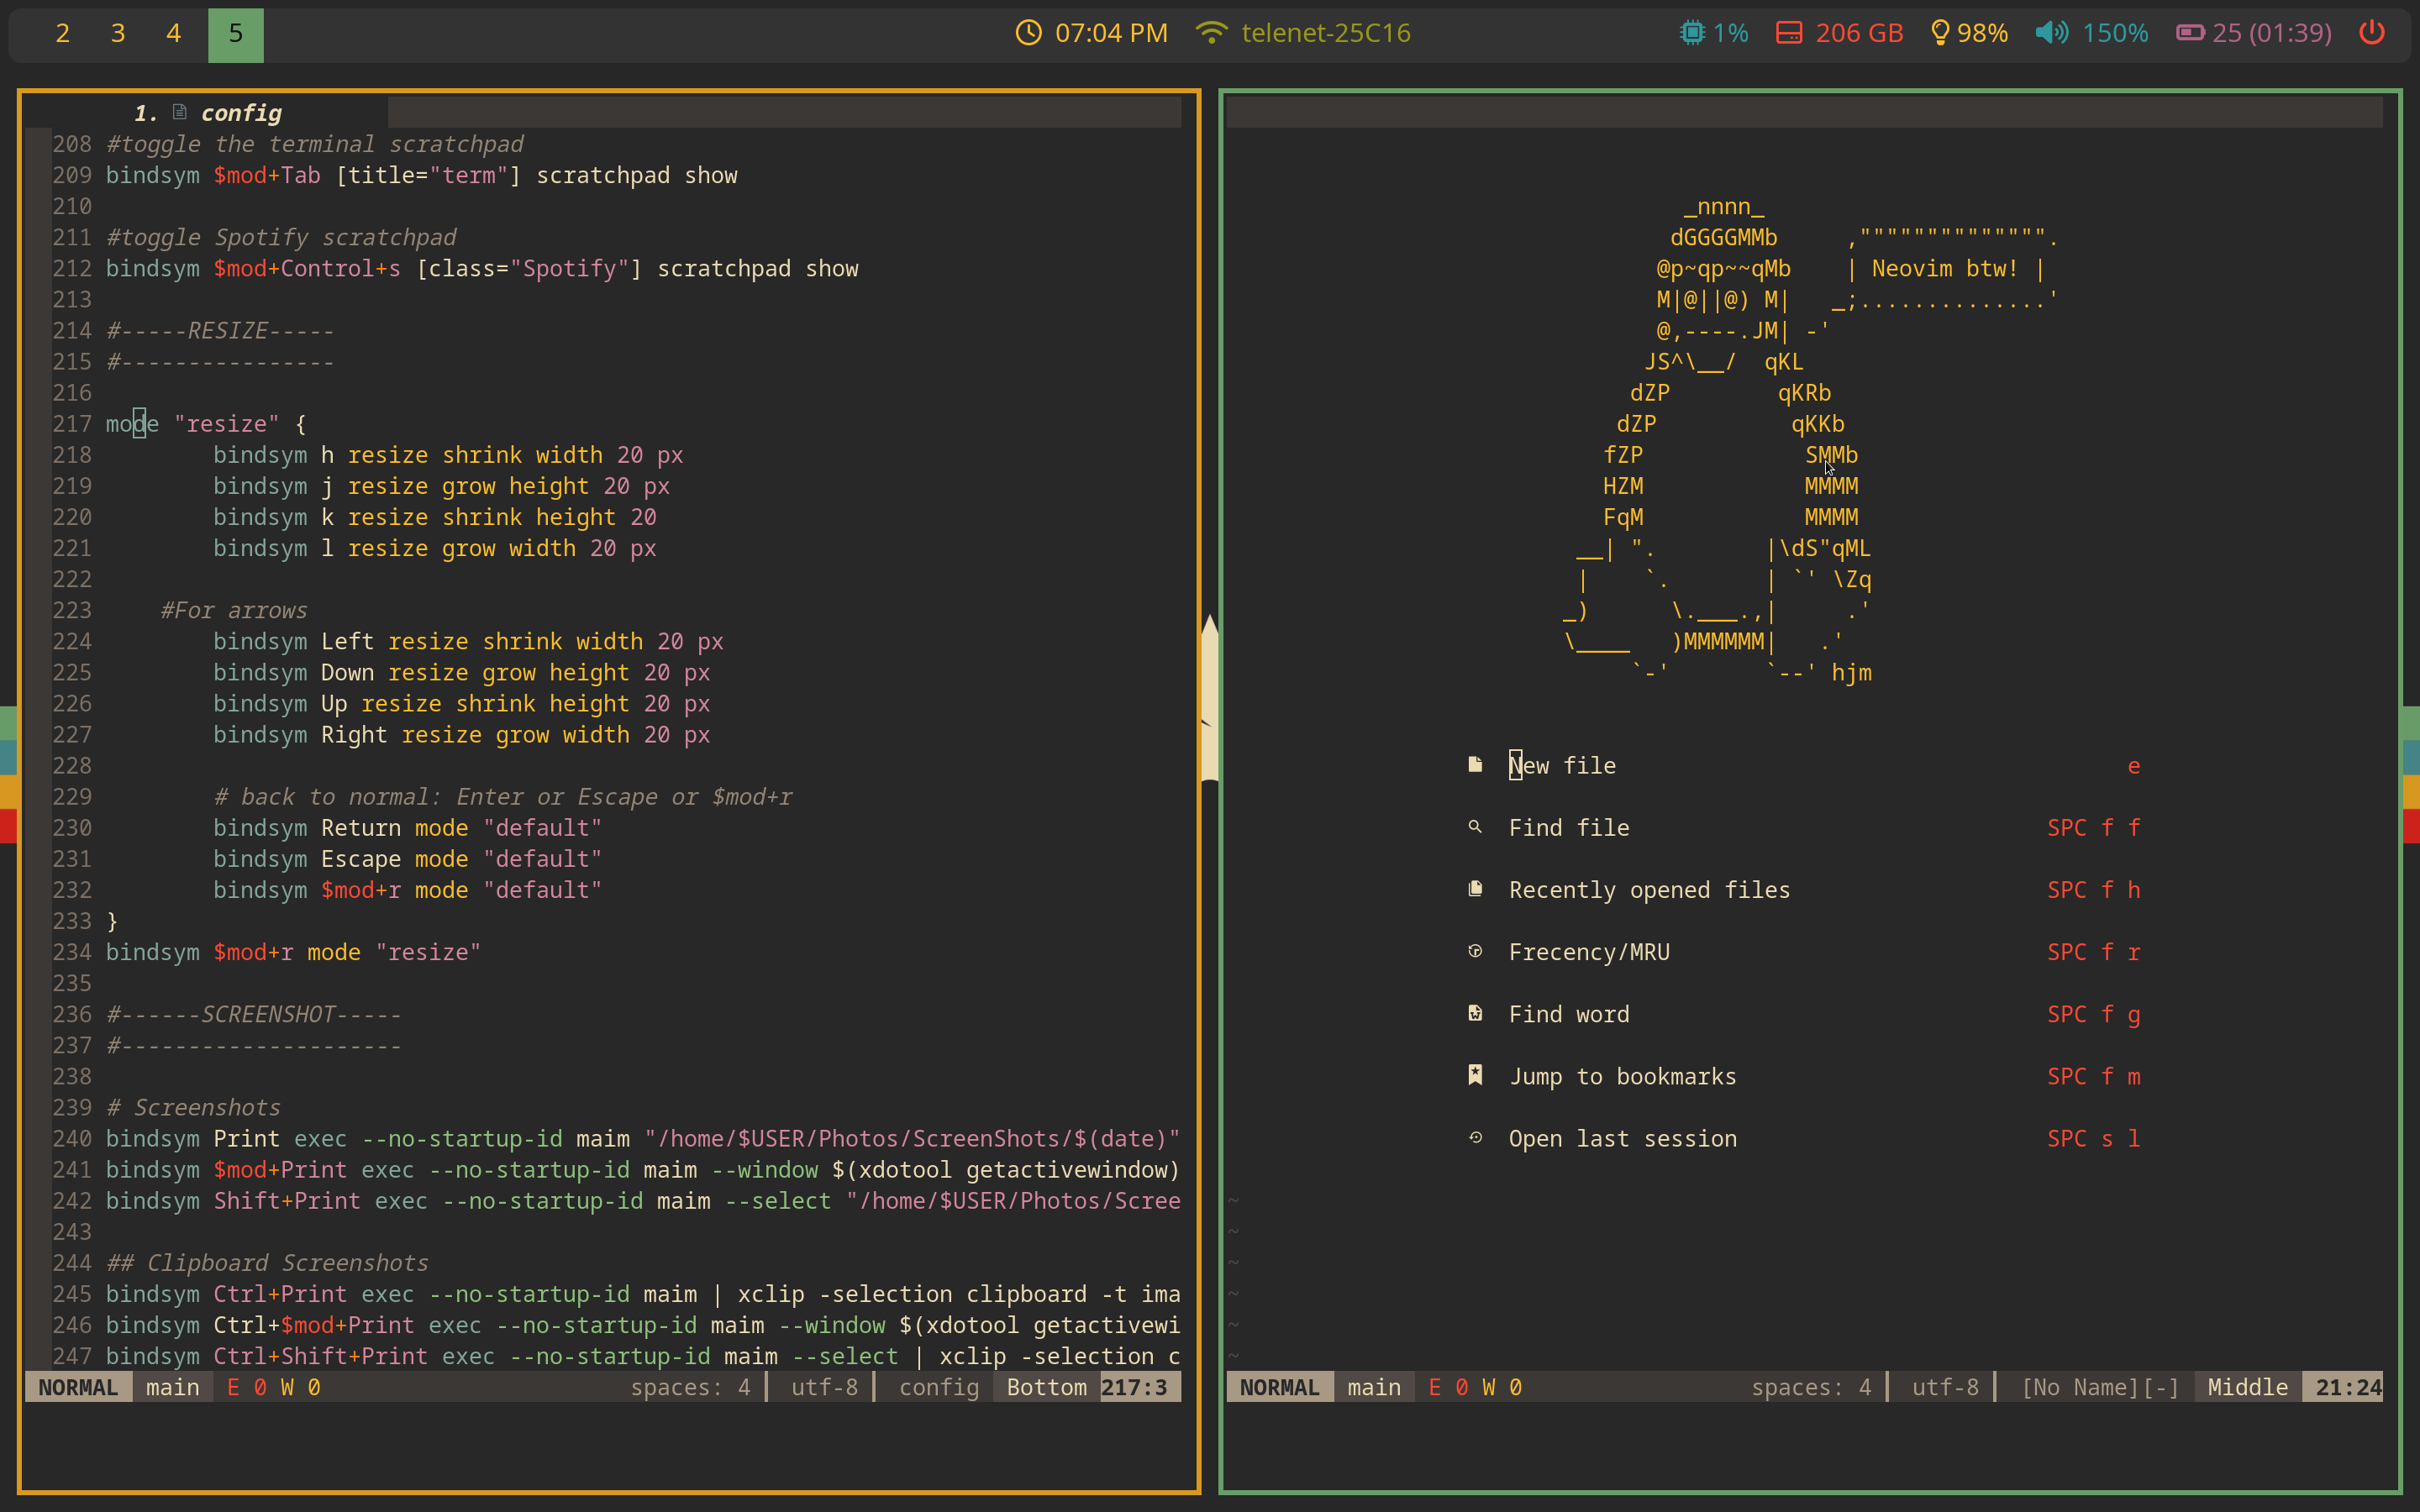 2 3 4 5 07:04 PM telenet-25C16 1% 206 GB 98% 150% 25 (01:39)
1. config
208 #toggle the terminal scratchpad
209 bindsym $mod+Tab [title="term"] scratchpad show
210
211 #toggle Spotify scratchpad
212 bindsym $mod+Control+s [class="Spotify"] scratchpad show
213
214 #-----RESIZE-----
215 #----------------
216
217 mode "resize" {
218         bindsym h resize shrink width 20 px
219         bindsym j resize grow height 20 px
220         bindsym k resize shrink height 20
221         bindsym l resize grow width 20 px
222
223     #For arrows
224         bindsym Left resize shrink width 20 px
225         bindsym Down resize grow height 20 px
226         bindsym Up resize shrink height 20 px
227         bindsym Right resize grow width 20 px
228
229         # back to normal: Enter or Escape or $mod+r
230         bindsym Return mode "default"
231         bindsym Escape mode "default"
232         bindsym $mod+r mode "default"
233 }
234 bindsym $mod+r mode "resize"
235
236 #------SCREENSHOT-----
237 #---------------------
238
239 # Screenshots
240 bindsym Print exec --no-startup-id maim "/home/$USER/Photos/ScreenShots/$(date)"
241 bindsym $mod+Print exec --no-startup-id maim --window $(xdotool getactivewindow)
242 bindsym Shift+Print exec --no-startup-id maim --select "/home/$USER/Photos/Scree
243
244 ## Clipboard Screenshots
245 bindsym Ctrl+Print exec --no-startup-id maim | xclip -selection clipboard -t ima
246 bindsym Ctrl+$mod+Print exec --no-startup-id maim --window $(xdotool getactivewi
247 bindsym Ctrl+Shift+Print exec --no-startup-id maim --select | xclip -selection c
NORMAL main E 0 W 0 spaces: 4 | utf-8 | config Bottom 217:3
         _nnnn_
        dGGGGMMb     ,"""""""""""""".
       @p~qp~~qMb    | Neovim btw! |
       M|@||@) M|   _;..............'
       @,----.JM| -'
      JS^\__/  qKL
     dZP        qKRb
    dZP          qKKb
   fZP            SMMb
   HZM            MMMM
   FqM            MMMM
 __| ".        |\dS"qML
 |    `.       | `' \Zq
_)      \.___.,|     .'
\____   )MMMMMM|   .'
     `-'       `--' hjm
New file e
Find file SPC f f
Recently opened files SPC f h
Frecency/MRU SPC f r
Find word SPC f g
Jump to bookmarks SPC f m
Open last session SPC s l
~
~
~
~
~
~
NORMAL main E 0 W 0 spaces: 4 | utf-8 | [No Name][-] Middle 21:24